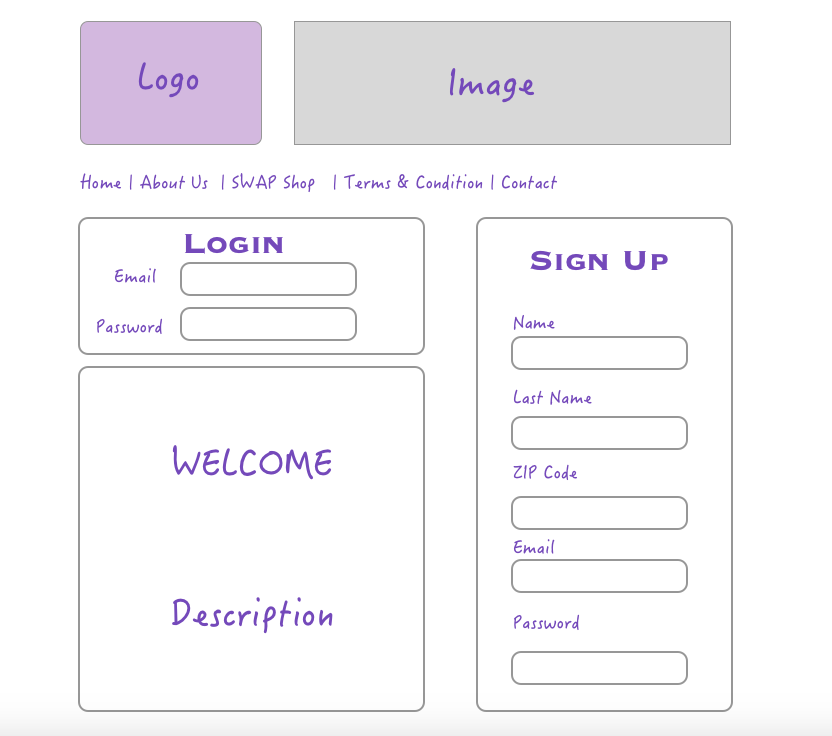 Logo
Image
Home | About Us | SWAP Shop | Terms & Condition | Contact
Login
Email
Password
WELCOME
Description
Sign Up
Name
Last Name
ZIP Code
Email
Password